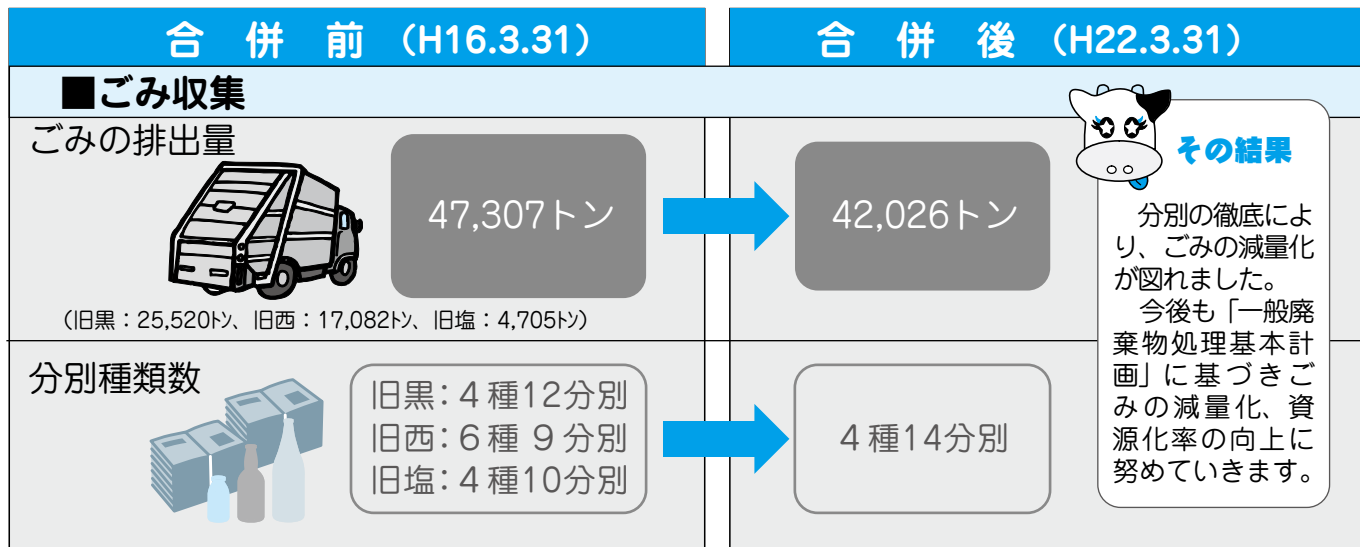 合併前（H16.3.31）
合併後（H22.3.31）
■ごみ収集
ごみの排出量
47,307トン
42,026トン
（旧黒：25,520トン、旧西：17,082トン、旧塩：4,705トン）
分別種類数
旧黒：４種12分別
旧西：６種９分別
旧塩：４種10分別
４種14分別
その結果
分別の徹底によ
り、ごみの減量化
が図れました。
今後も「一般廃
棄物処理基本計
画」に基づきご
みの減量化、資
源化率の向上に
努めていきます。